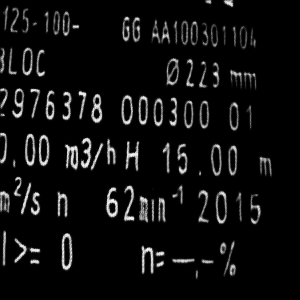 125-100- GG AA100301104
BLOC Ø223 mm
2976378 000300 01
0,00 m3/h H 15.00 m
m²/s n 62min⁻¹ 2015
I >= 0 n= —,– %